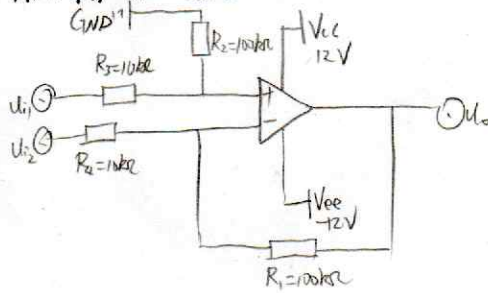 GND
R2=100kΩ
Vcc
12V
R3=10kΩ
ui1
+
ui2
-
uo
R4=10kΩ
Vee
-12V
R1=100kΩ